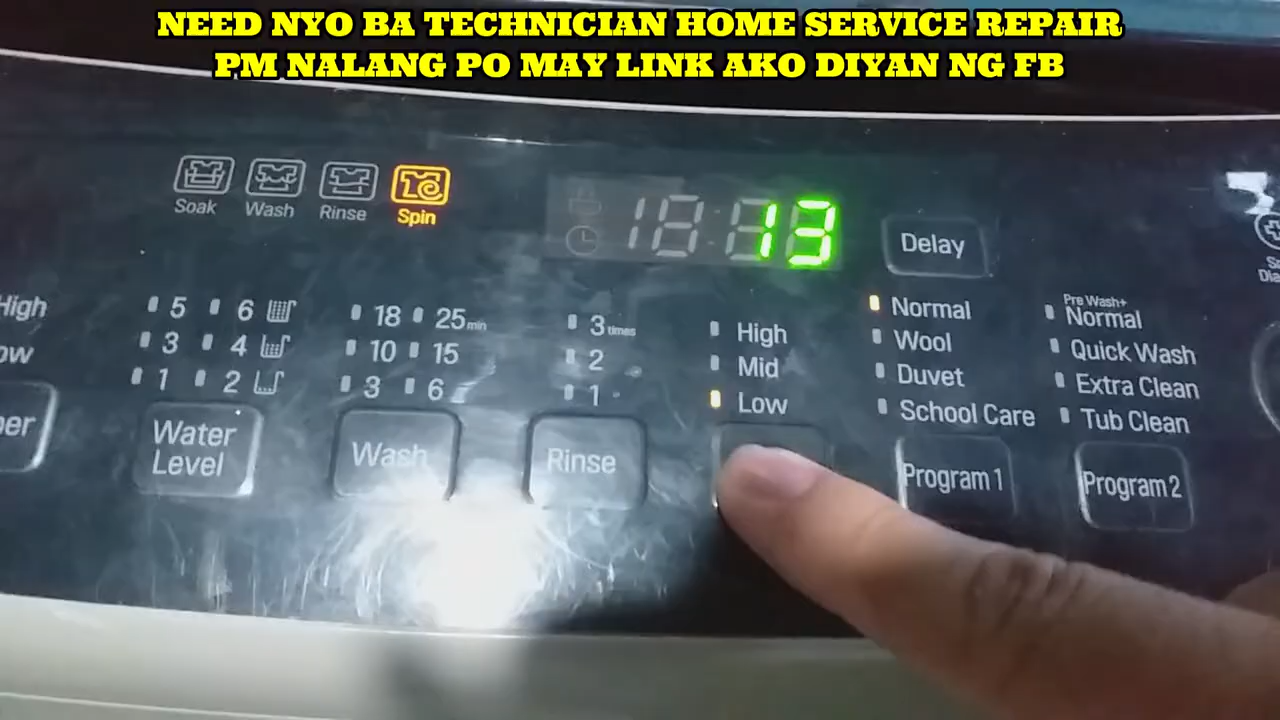 NEED NYO BA TECHNICIAN HOME SERVICE REPAIR
PM NALANG PO MAY LINK AKO DIYAN NG FB
Soak
Wash
Rinse
Spin
13
Delay
High
5 6
3 4
1 2
18 25min
10 15
3 6
3times
2
1
High
Mid
Low
Normal
Wool
Duvet
School Care
Pre Wash+
Normal
Quick Wash
Extra Clean
Tub Clean
Water
Level
Wash
Rinse
Program 1
Program 2